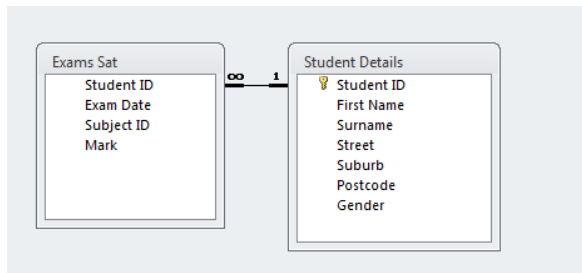 Exams Sat
Student ID
Exam Date
Subject ID
Mark
∞ 1
Student Details
Student ID
First Name
Surname
Street
Suburb
Postcode
Gender